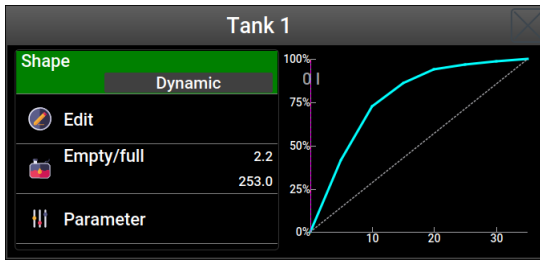 Tank 1
Shape
Dynamic
Edit
Empty/full 2.2
253.0
Parameter
100%
0 l
75%
50%
25%
0%
10 20 30